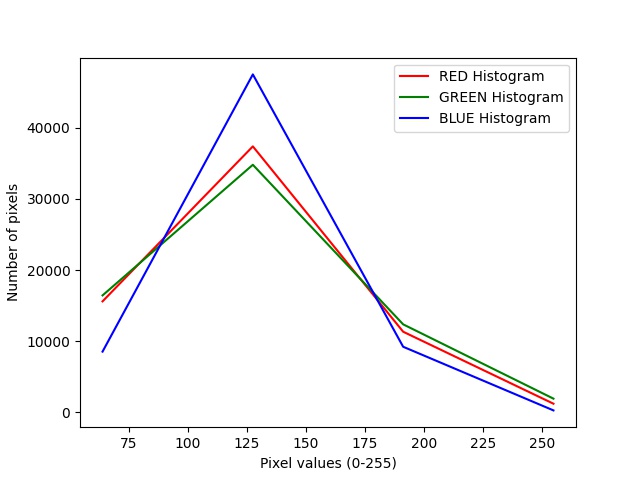 RED Histogram
GREEN Histogram
BLUE Histogram
Number of pixels
40000
30000
20000
10000
0
75 100 125 150 175 200 225 250
Pixel values (0-255)